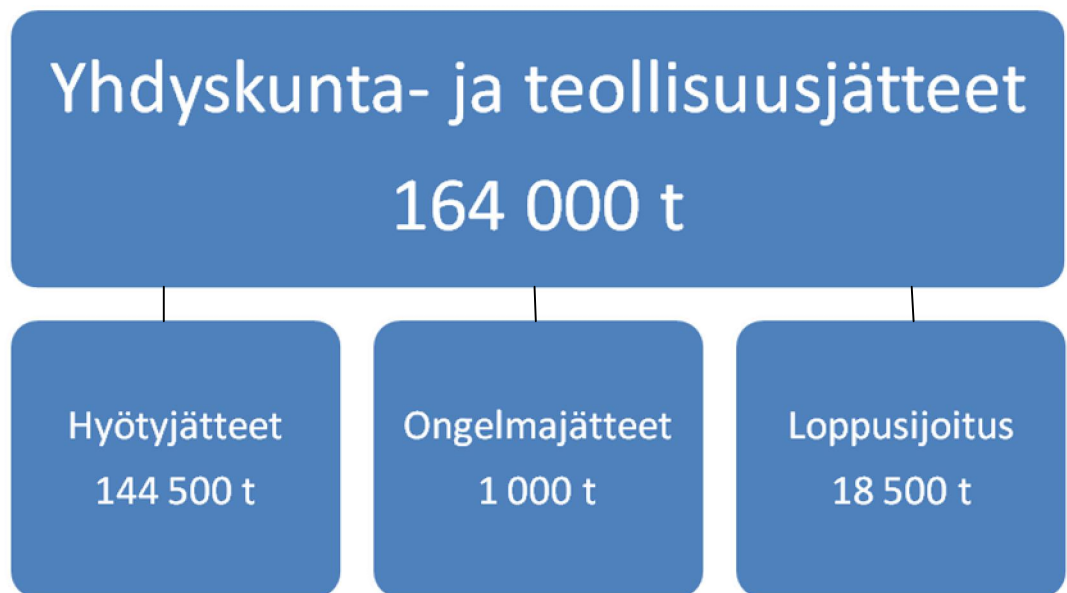 Yhdyskunta- ja teollisuusjätteet
164 000 t
Hyötyjätteet
144 500 t
Ongelmajätteet
1 000 t
Loppusijoitus
18 500 t